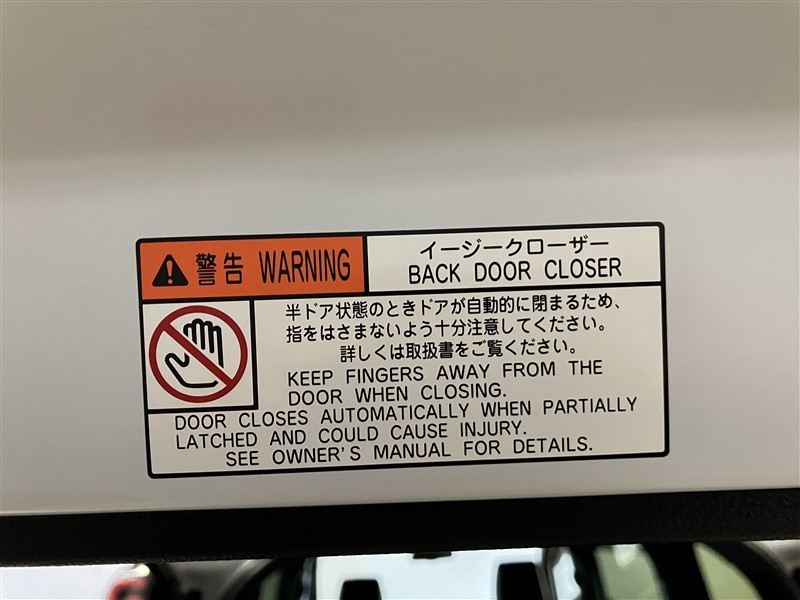 警告 WARNING
イージークローザー
BACK DOOR CLOSER
半ドア状態のときドアが自動的に閉まるため、
指をはさまないよう十分注意してください。
詳しくは取扱書をご覧ください。
KEEP FINGERS AWAY FROM THE
DOOR WHEN CLOSING.
DOOR CLOSES AUTOMATICALLY WHEN PARTIALLY
LATCHED AND COULD CAUSE INJURY.
SEE OWNER'S MANUAL FOR DETAILS.